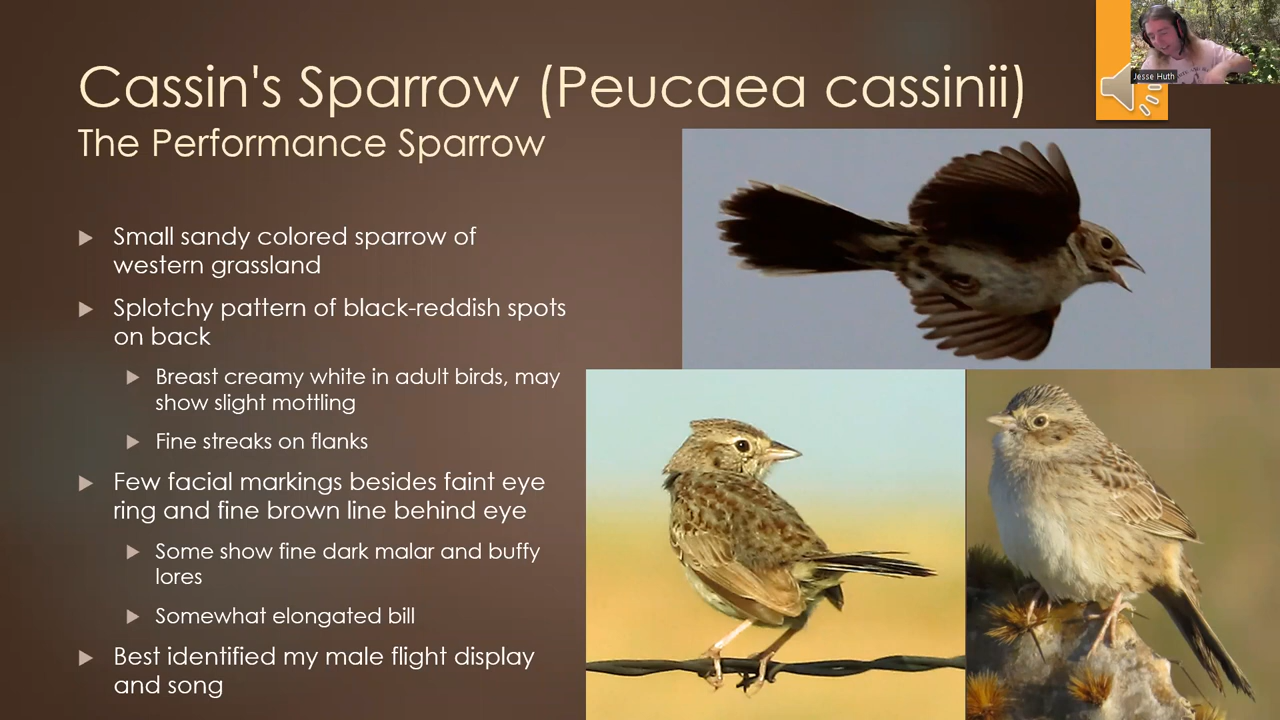 Cassin's Sparrow (Peucaea cassinii)
The Performance Sparrow
Jesse Huth
Small sandy colored sparrow of
western grassland
Splotchy pattern of black-reddish spots
on back
Breast creamy white in adult birds, may
show slight mottling
Fine streaks on flanks
Few facial markings besides faint eye
ring and fine brown line behind eye
Some show fine dark malar and buffy
lores
Somewhat elongated bill
Best identified my male flight display
and song